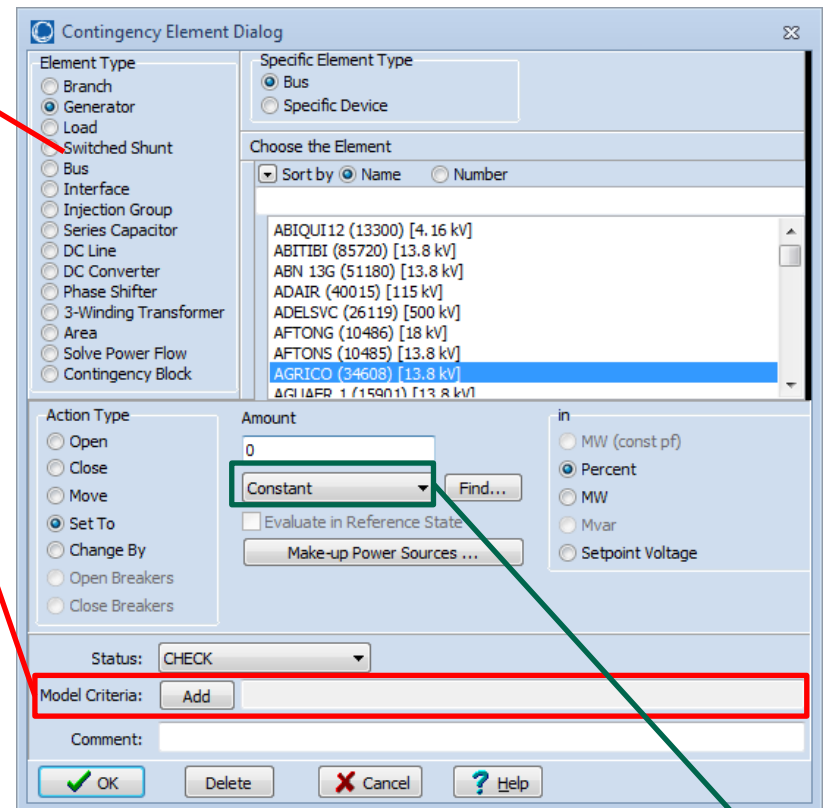 Contingency Element Dialog
Element Type
Branch
Generator
Load
Switched Shunt
Bus
Interface
Injection Group
Series Capacitor
DC Line
DC Converter
Phase Shifter
3-Winding Transformer
Area
Solve Power Flow
Contingency Block
Specific Element Type
Bus
Specific Device
Choose the Element
Sort by Name Number
ABIQUI12 (13300) [4.16 kV]
ABITIBI (85720) [13.8 kV]
ABN 13G (51180) [13.8 kV]
ADAIR (40015) [115 kV]
ADELSVC (26119) [500 kV]
AFTONG (10486) [18 kV]
AFTONS (10485) [13.8 kV]
AGRICO (34608) [13.8 kV]
AGUAFR 1 (15901) [13.8 kV]
Action Type
Open
Close
Move
Set To
Change By
Open Breakers
Close Breakers
Amount
0
Constant Find...
Evaluate in Reference State
Make-up Power Sources ...
in
MW (const pf)
Percent
MW
Mvar
Setpoint Voltage
Status: CHECK
Model Criteria: Add
Comment:
OK Delete Cancel ? Help